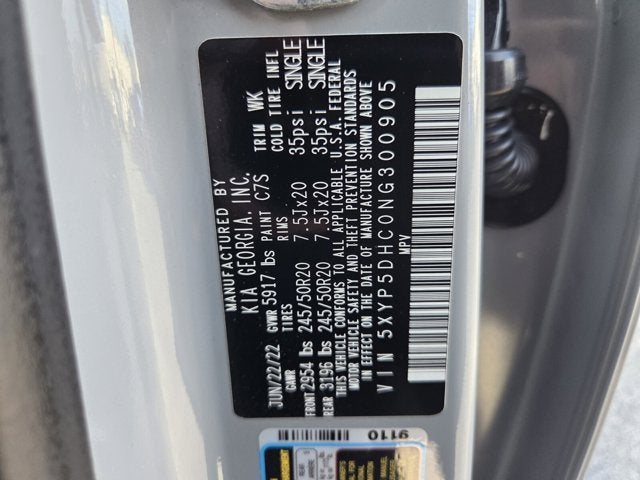 MANUFACTURED BY
KIA GEORGIA. INC.
JUN/22/22 GVWR 5917 lbs PAINT C7S TRIM WK
GAWR TIRES RIMS COLD TIRE INFL
FRONT 2954 lbs 245/50R20 7.5Jx20 35psi SINGLE
REAR 3196 lbs 245/50R20 7.5Jx20 35psi SINGLE
THIS VEHICLE CONFORMS TO ALL APPLICABLE U.S.A. FEDERAL
MOTOR VEHICLE SAFETY AND THEFT PREVENTION STANDARDS
IN EFFECT ON THE DATE OF MANUFACTURE SHOWN ABOVE
VIN 5XYP5DHC0NG300905
MPV
9110